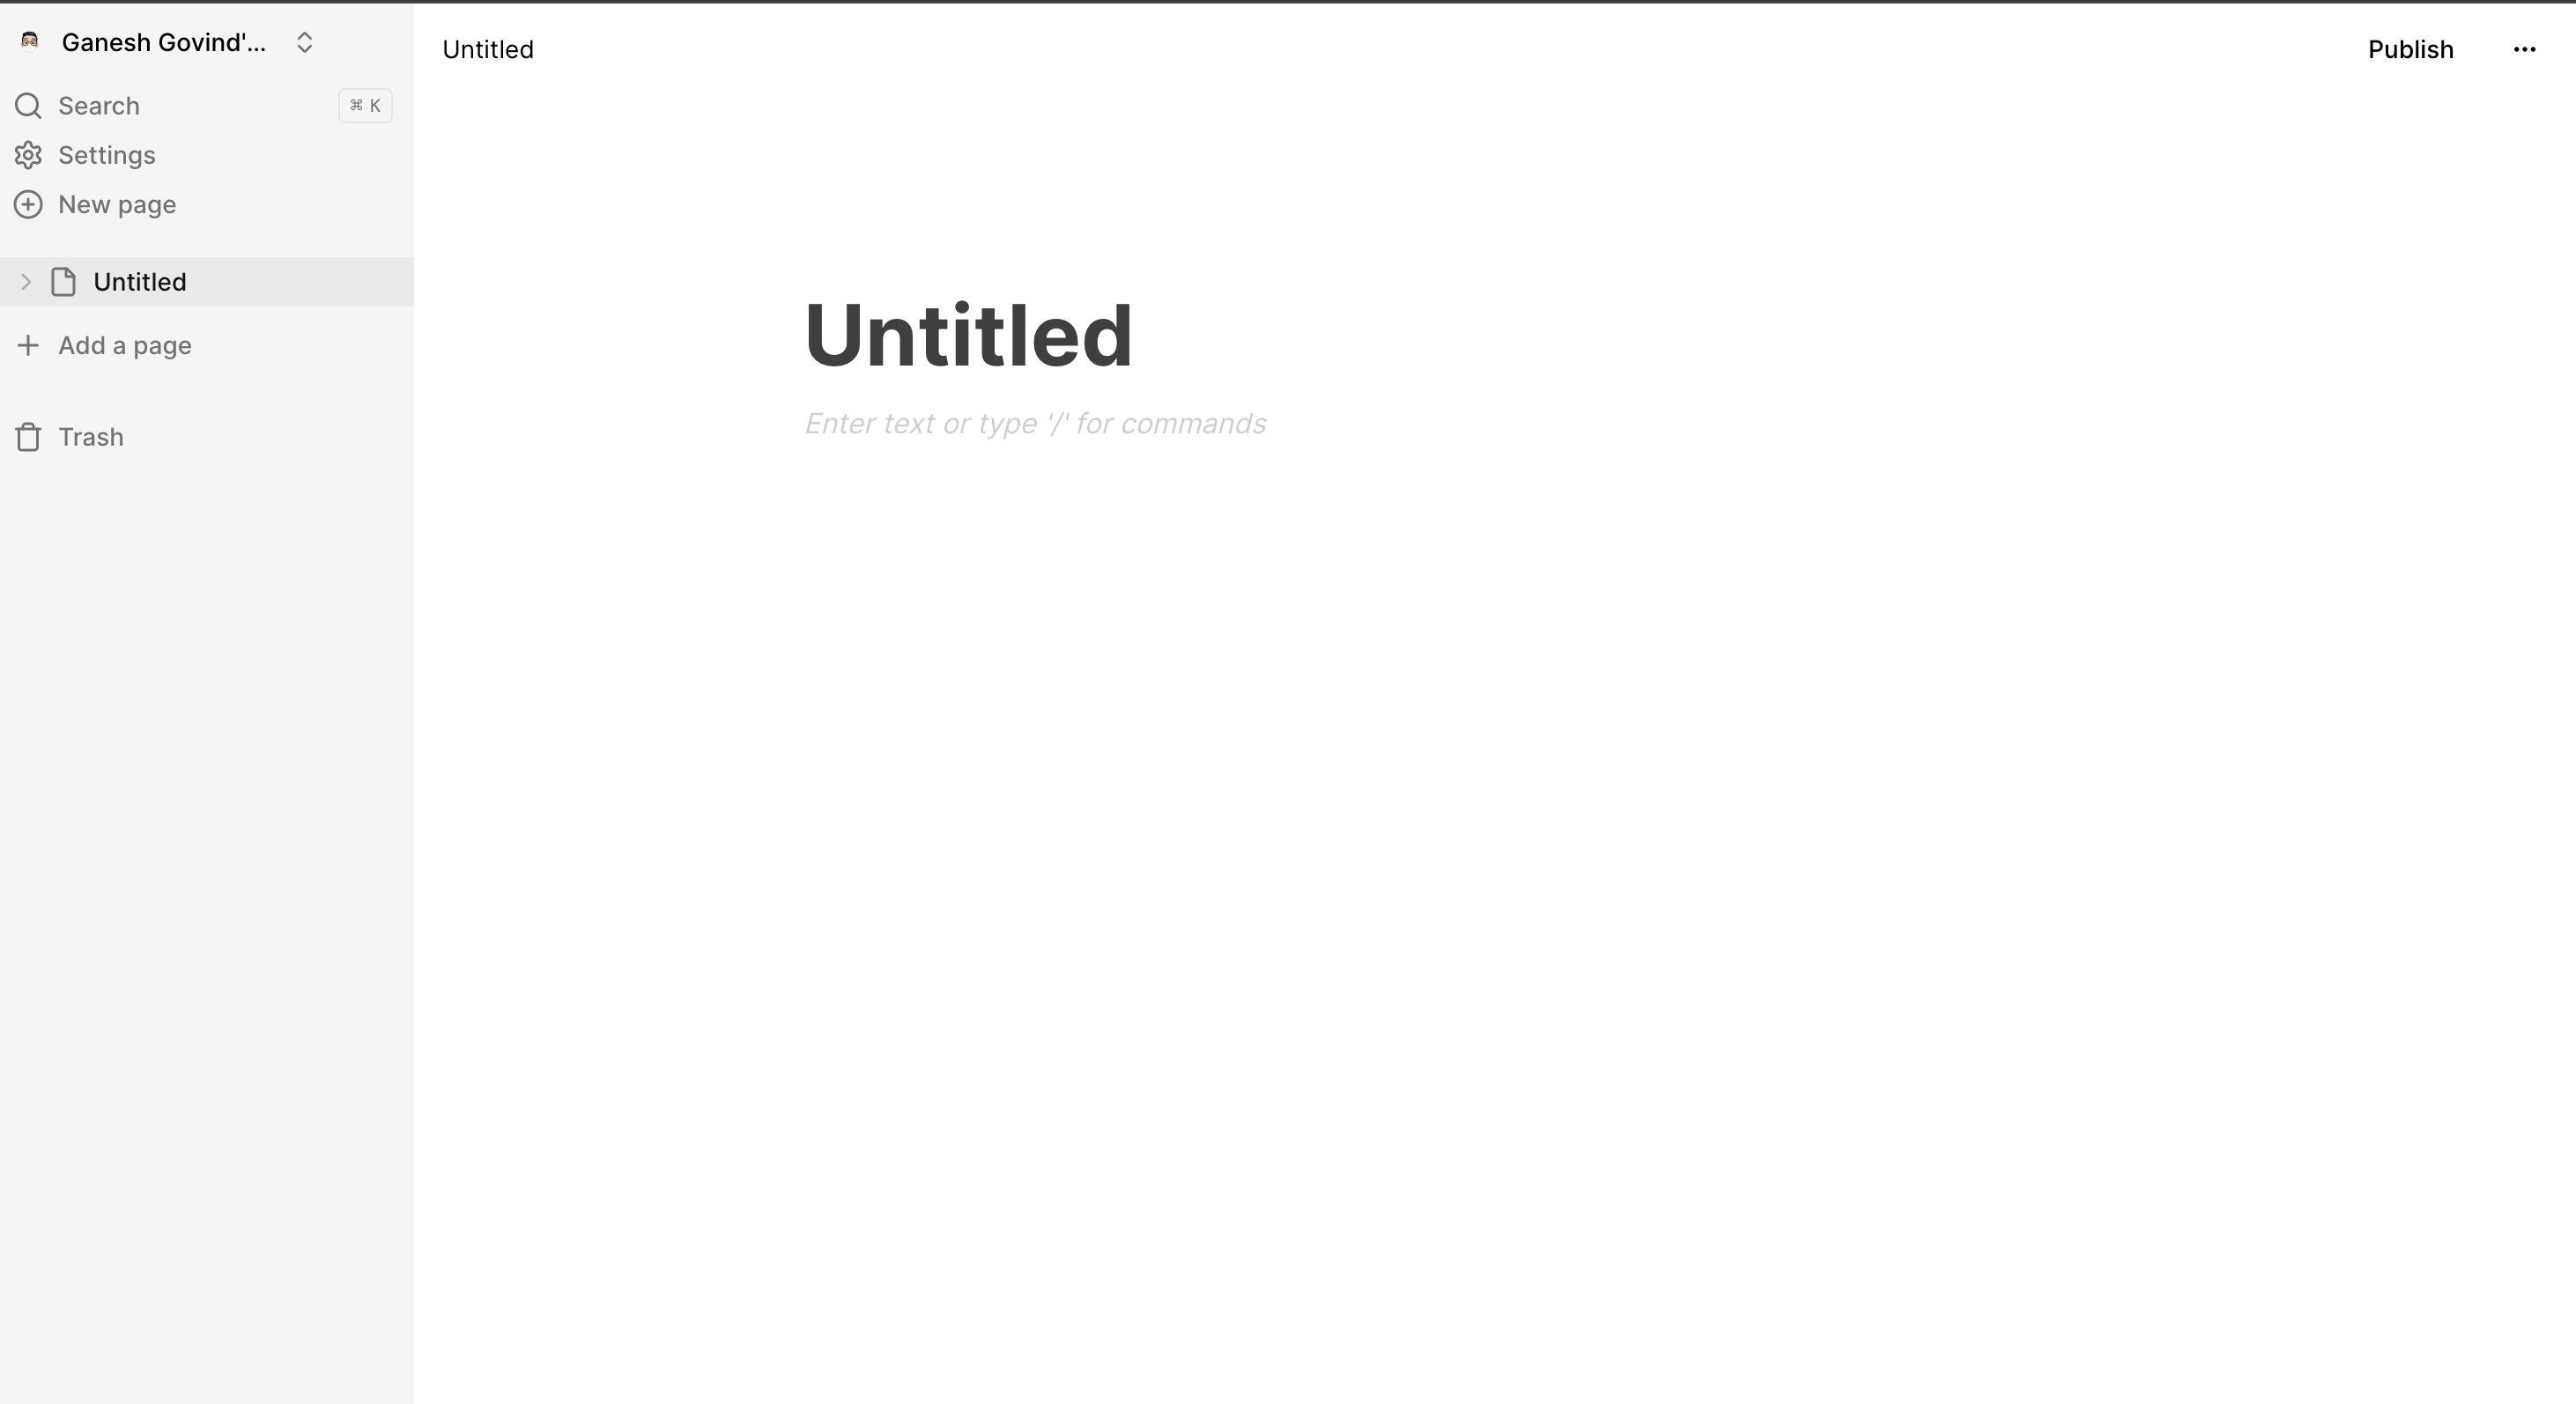 Ganesh Govind'...
Search
⌘ K
Settings
New page
Untitled
Add a page
Trash
Untitled
Publish
Untitled
Enter text or type '/' for commands